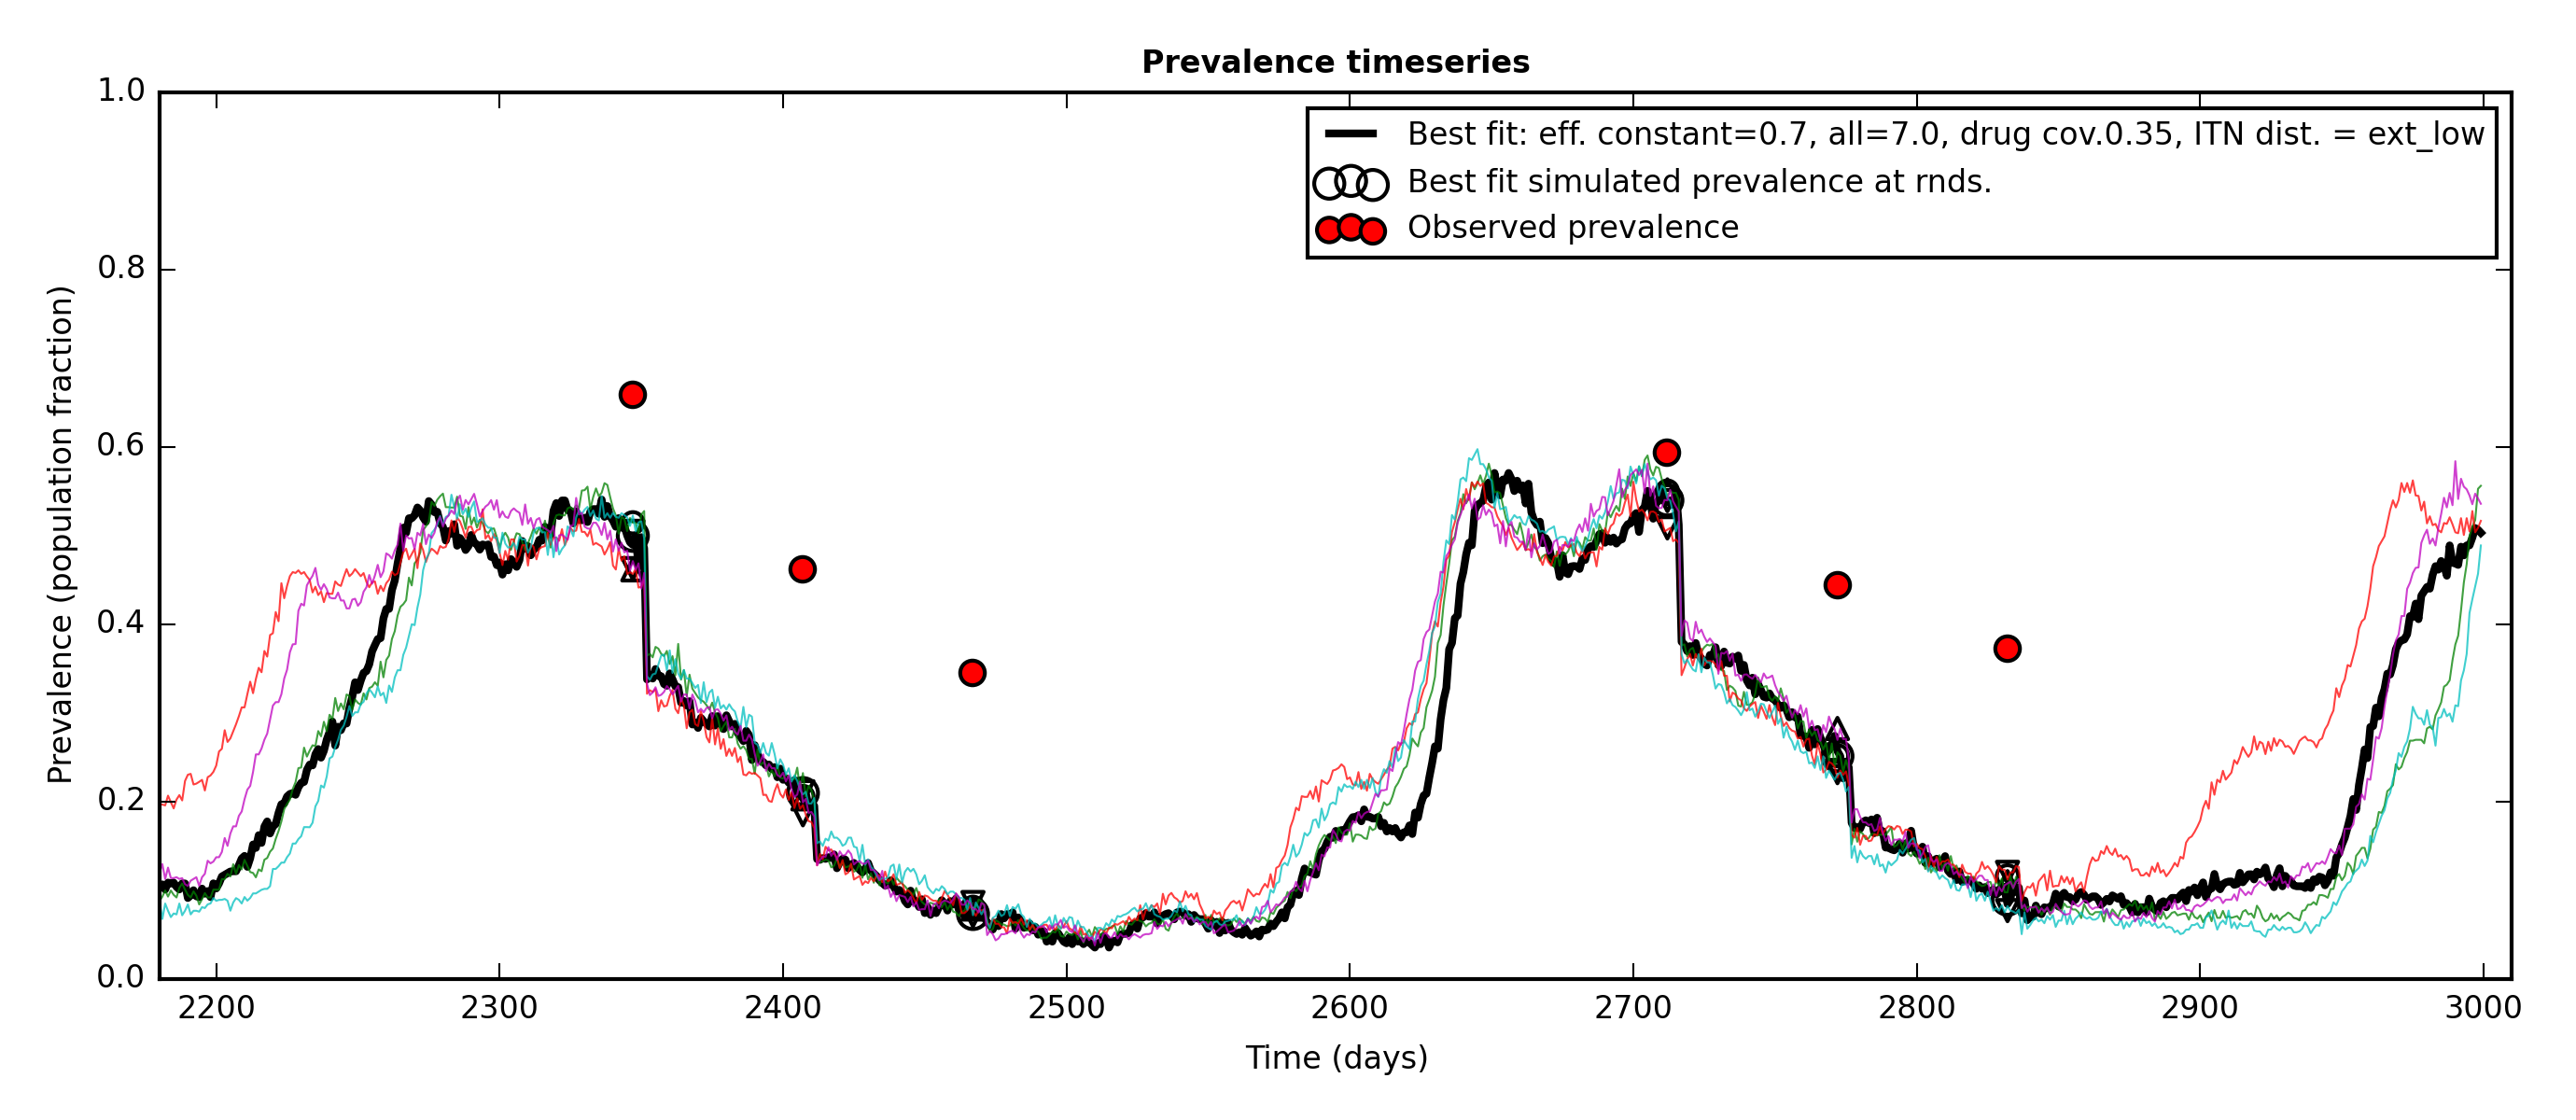 Prevalence timeseries
1.0
0.8
0.6
0.4
0.2
0.0
Prevalence (population fraction)
Best fit: eff. constant=0.7, all=7.0, drug cov.0.35, ITN dist. = ext_low
Best fit simulated prevalence at rnds.
Observed prevalence
2200 2300 2400 2500 2600 2700 2800 2900 3000
Time (days)